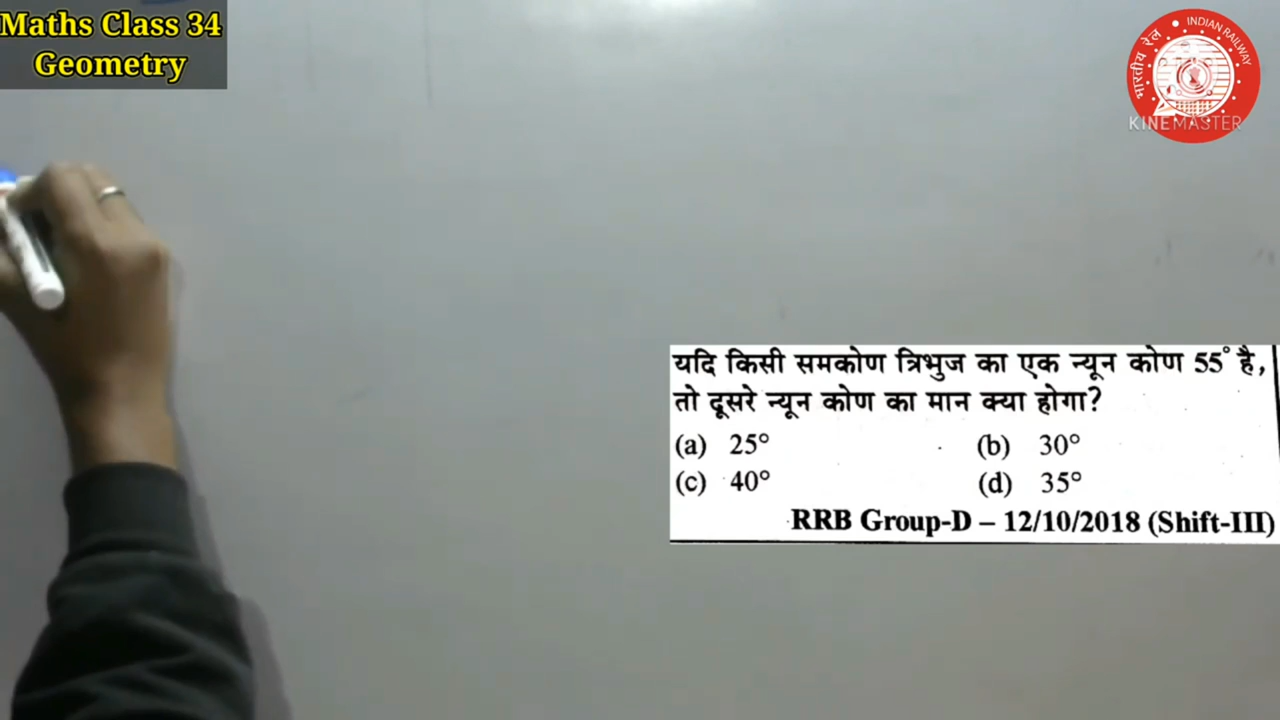 Maths Class 34
Geometry
भारतीय रेल
INDIAN RAILWAY
KINEMASTER
यदि किसी समकोण त्रिभुज का एक न्यून कोण 55° है,
तो दूसरे न्यून कोण का मान क्या होगा?
(a) 25° (b) 30°
(c) 40° (d) 35°
RRB Group-D – 12/10/2018 (Shift-III)